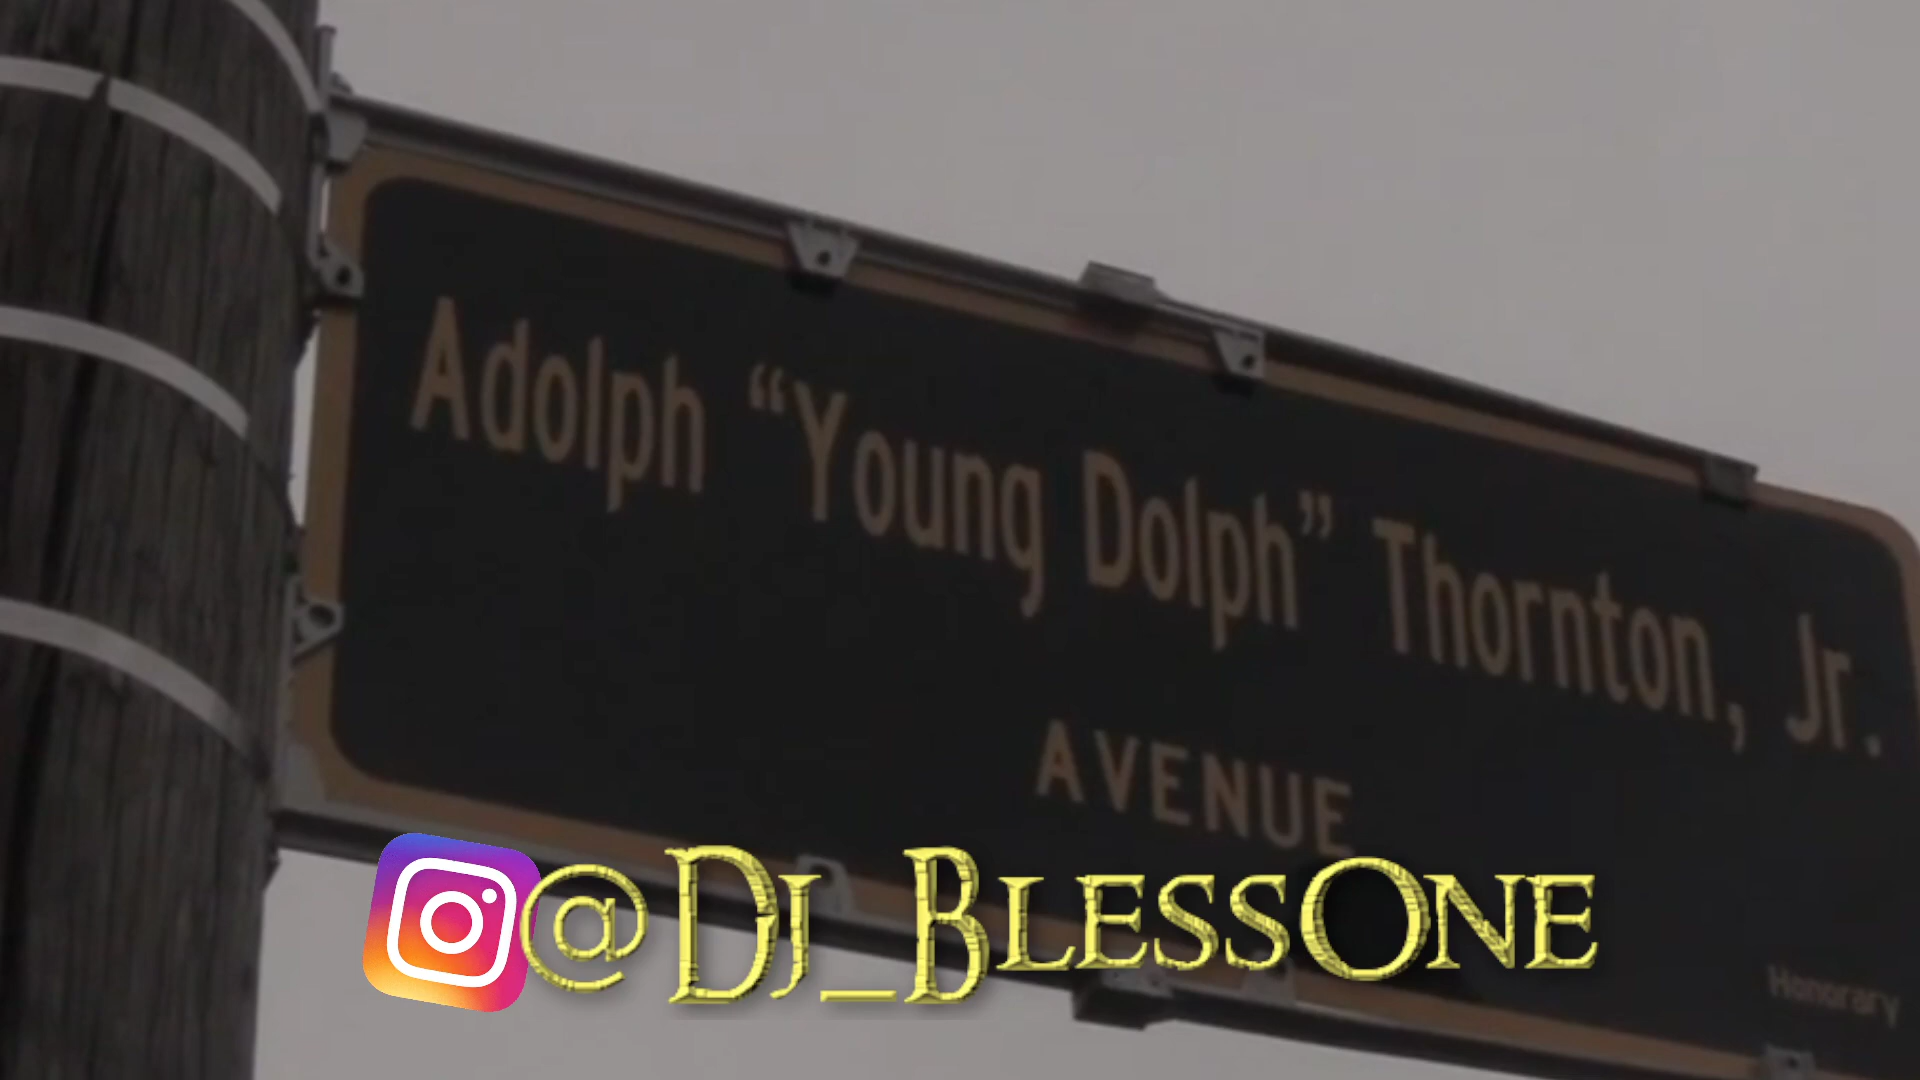 Adolph “Young Dolph” Thornton, Jr.
AVENUE
@DJ_BLESSONE
Honorary